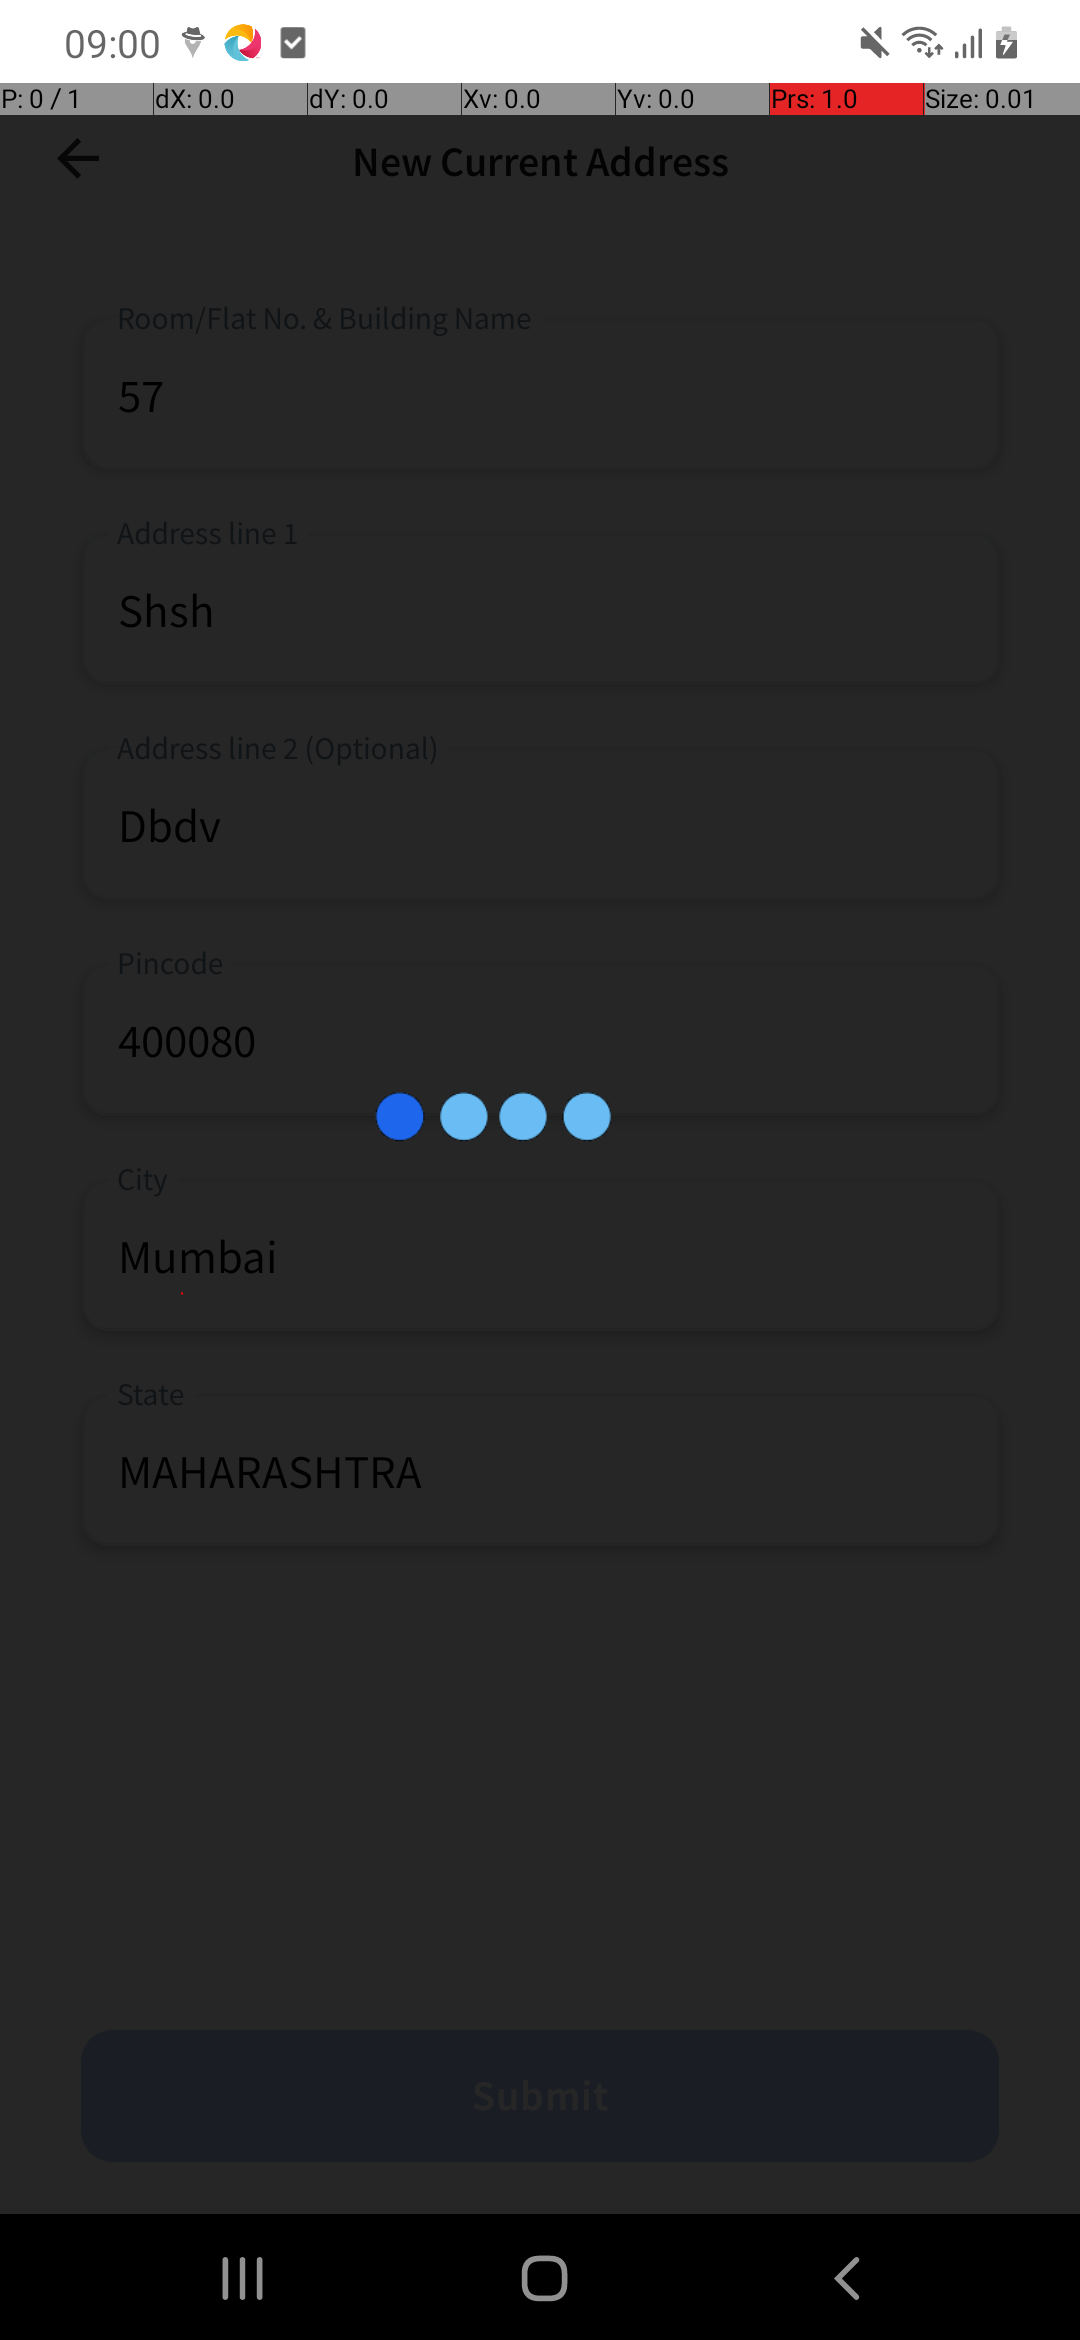 09:00
P: 0 / 1 dX: 0.0 dY: 0.0 Xv: 0.0 Yv: 0.0 Prs: 1.0 Size: 0.01
New Current Address
Room/Flat No. & Building Name
57
Address line 1
Shsh
Address line 2 (Optional)
Dbdv
Pincode
400080
City
Mumbai
State
MAHARASHTRA
Submit